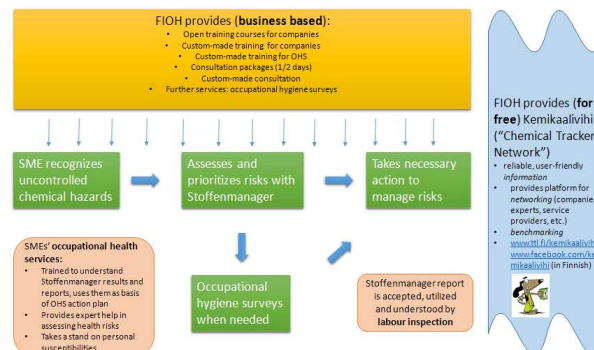 FIOH provides (business based):
• Open training courses for companies
• Custom-made training for companies
• Custom-made training for OHS
• Consultation packages (1/2 days)
• Custom-made consultation
• Further services: occupational hygiene surveys
SME recognizes
uncontrolled
chemical hazards
Assesses and
prioritizes risks with
Stoffenmanager
Takes necessary
action to
manage risks
SMEs' occupational health
services:
• Trained to understand
Stoffenmanager results and
reports, uses them as basis
of OHS action plan
• Provides expert help in
assessing health risks
• Takes a stand on personal
susceptibilities
Occupational
hygiene surveys
when needed
Stoffenmanager report
is accepted, utilized
and understood by
labour inspection
FIOH provides (for
free) Kemikaalivihi
("Chemical Tracker
Network")
• reliable, user-friendly
information
• provides platform for
networking (companie
experts, service
providers, etc.)
• benchmarking
• www.ttl.fi/kemikaalivih
www.facebook.com/ke
mikaalivihi (in Finnish)